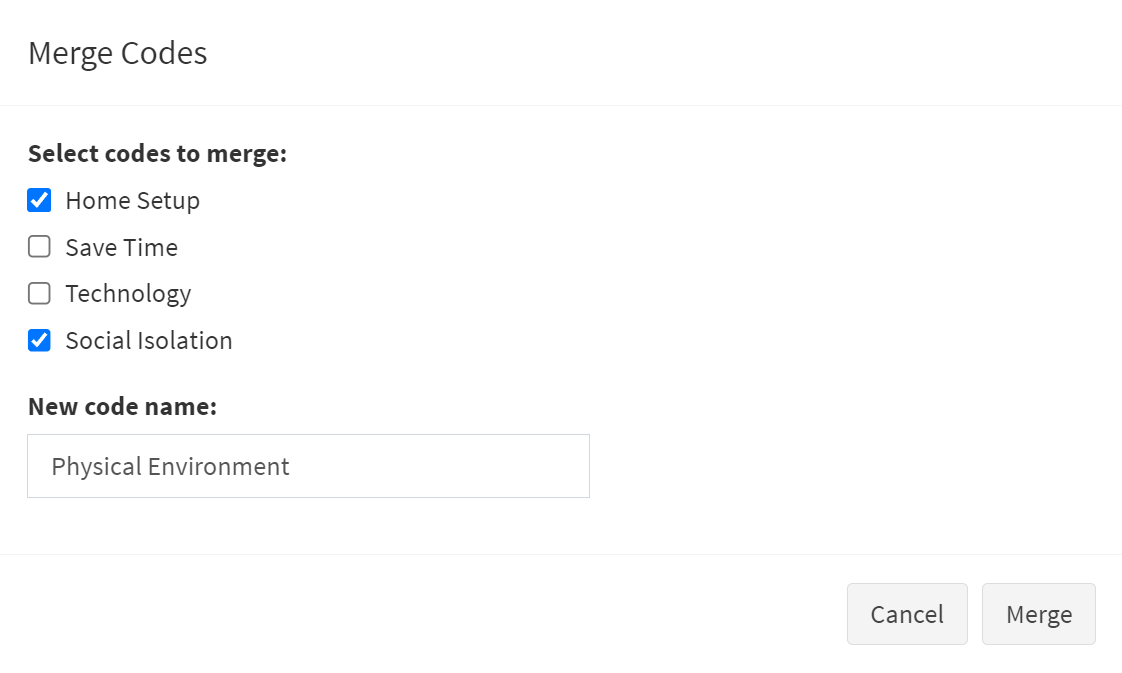 Merge Codes
Select codes to merge:
Home Setup
Save Time
Technology
Social Isolation
New code name:
Physical Environment
Cancel Merge